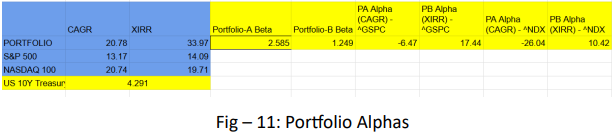 CAGR XIRR Portfolio-A Beta Portfolio-B Beta PA Alpha (CAGR) - ^GSPC PB Alpha (XIRR) - ^GSPC PA Alpha (CAGR) - ^NDX PB Alpha (XIRR) - ^NDX
PORTFOLIO 20.78 33.97 2.585 1.249 -6.47 17.44 -26.04 10.42
S&P 500 13.17 14.09
NASDAQ 100 20.74 19.71
US 10Y Treasury 4.291
Fig – 11: Portfolio Alphas